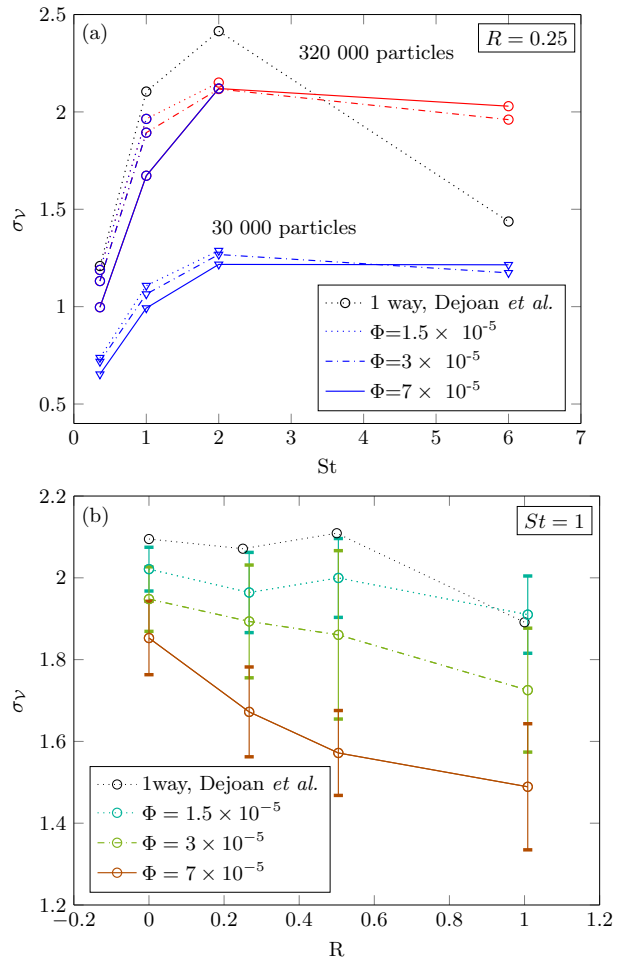 (a)
R = 0.25
320 000 particles
30 000 particles
2.5
2
1.5
1
0.5
σ𝒱
1 way, Dejoan et al.
Φ=1.5 × 10⁻⁵
Φ=3 × 10⁻⁵
Φ=7 × 10⁻⁵
0 1 2 3 4 5 6 7
St
(b)
St = 1
2.2
2
1.8
1.6
1.4
1.2
σ𝒱
1way, Dejoan et al.
Φ = 1.5 × 10⁻⁵
Φ = 3 × 10⁻⁵
Φ = 7 × 10⁻⁵
−0.2 0 0.2 0.4 0.6 0.8 1 1.2
R